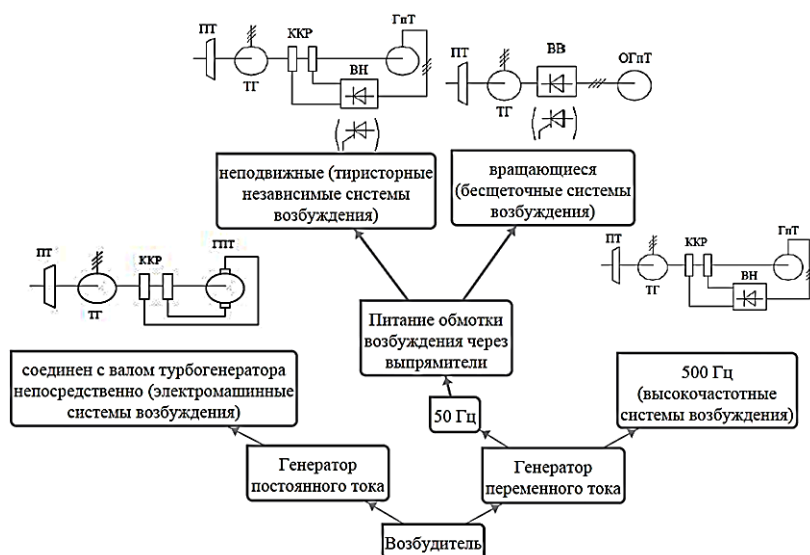 ККР
ГпТ
ПТ
ТГ
ВН
ПТ
ВВ
ОГпТ
ТГ
неподвижные (тиристорные
независимые системы
возбуждения)
вращающиеся
(бесщеточные системы
возбуждения)
ПТ
ККР
ГПТ
ТГ
ПТ
ККР
ГпТ
ТГ
ВН
Питание обмотки
возбуждения через
выпрямители
соединен с валом турбогенератора
непосредственно (электромашинные
системы возбуждения)
500 Гц
(высокочастотные
системы возбуждения)
50 Гц
Генератор
постоянного тока
Генератор
переменного тока
Возбудитель